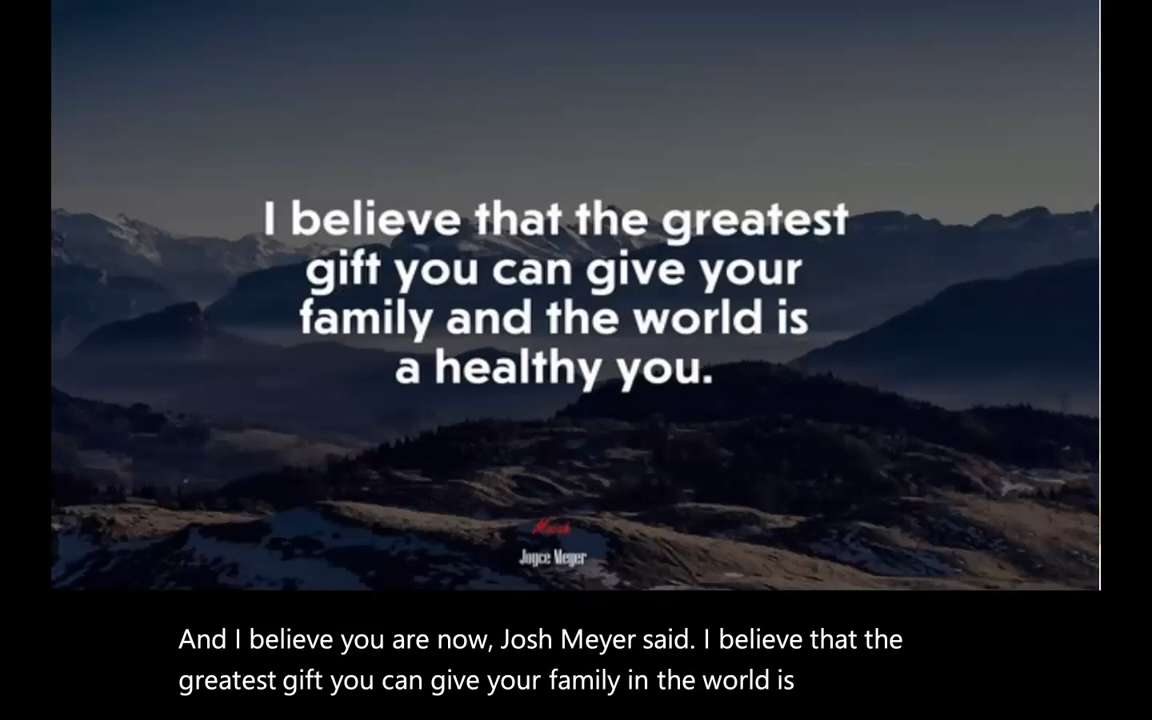 I believe that the greatest
gift you can give your
family and the world is
a healthy you.
Joyce Meyer
And I believe you are now, Josh Meyer said. I believe that the
greatest gift you can give your family in the world is